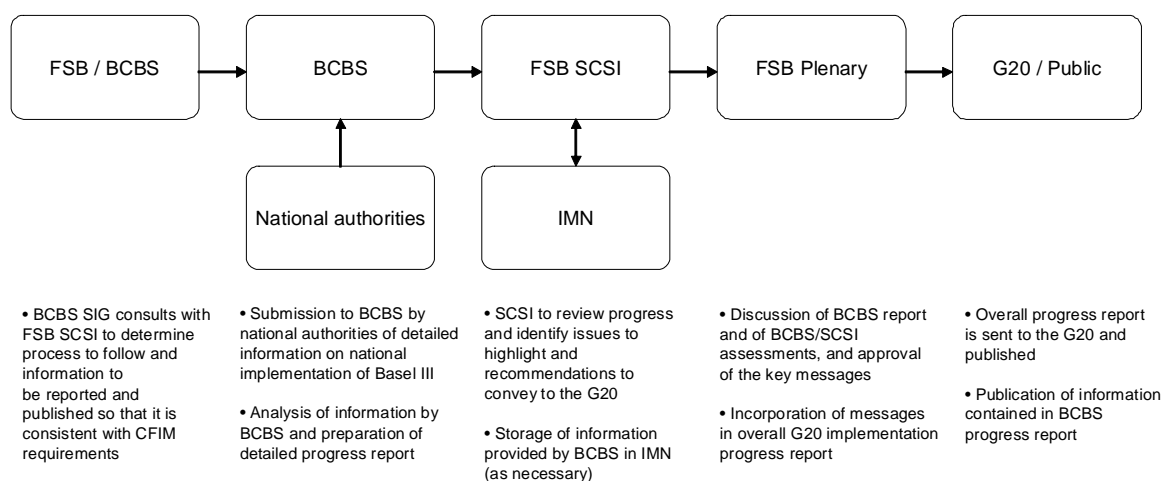 FSB / BCBS
BCBS
FSB SCSI
FSB Plenary
G20 / Public
National authorities
IMN
• BCBS SIG consults with
FSB SCSI to determine
process to follow and
information to
be reported and
published so that it is
consistent with CFIM
requirements
• Submission to BCBS by
national authorities of detailed
information on national
implementation of Basel III
• Analysis of information by
BCBS and preparation of
detailed progress report
• SCSI to review progress
and identify issues to
highlight and
recommendations to
convey to the G20
• Storage of information
provided by BCBS in IMN
(as necessary)
• Discussion of BCBS report
and of BCBS/SCSI
assessments, and approval
of the key messages
• Incorporation of messages
in overall G20 implementation
progress report
• Overall progress report
is sent to the G20 and
published
• Publication of information
contained in BCBS
progress report